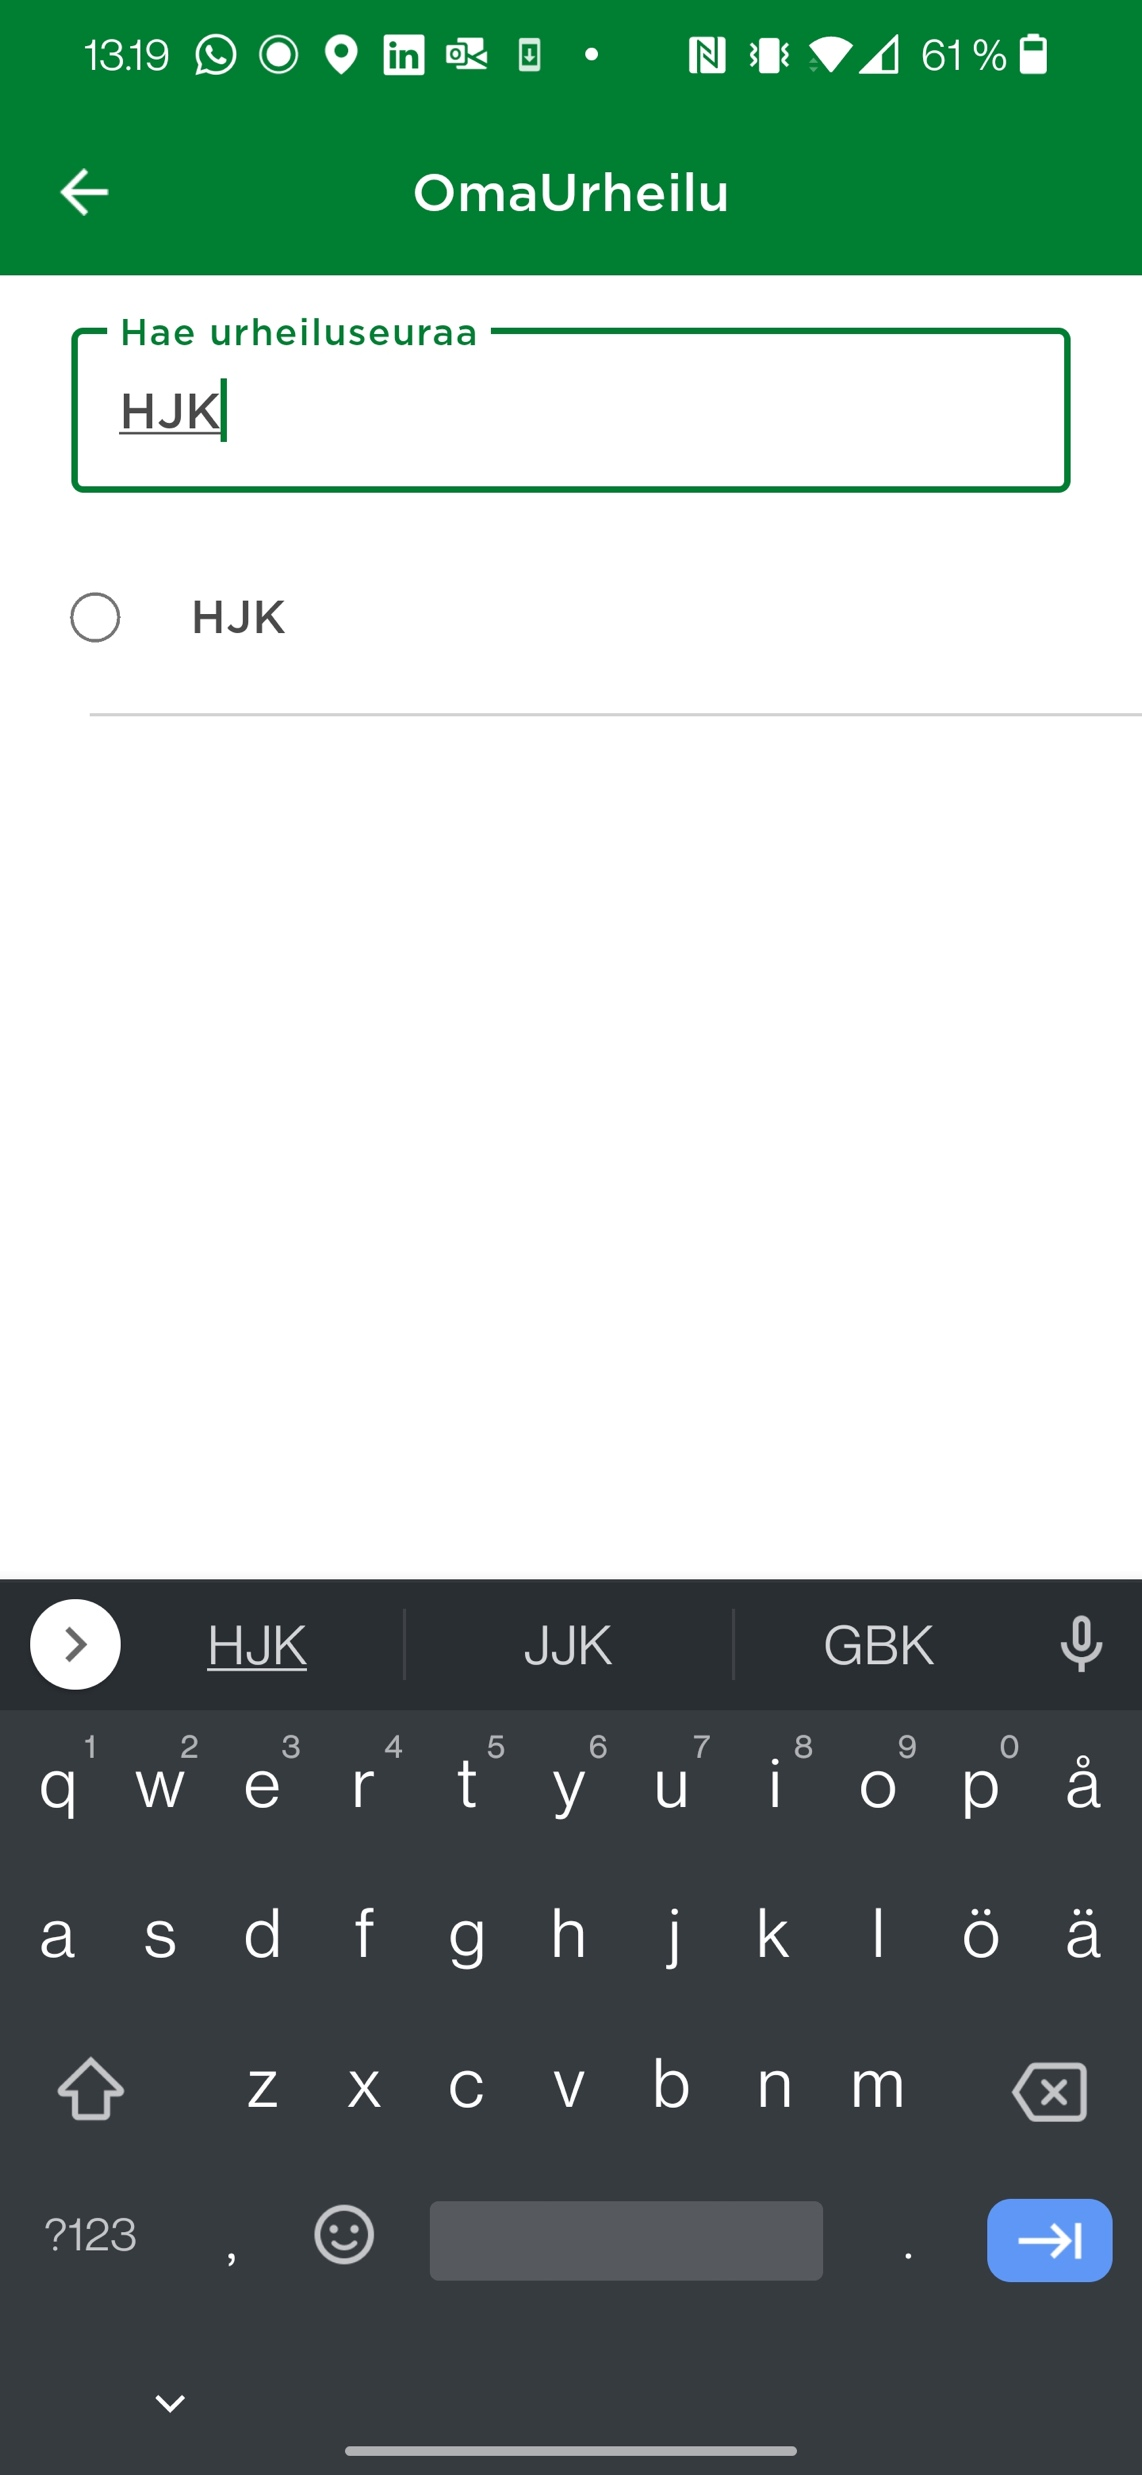 13.19 61 %
OmaUrheilu
Hae urheiluseuraa
HJK
HJK
HJK JJK GBK
1 2 3 4 5 6 7 8 9 0
q w e r t y u i o p å
a s d f g h j k l ö ä
z x c v b n m
?123 , .